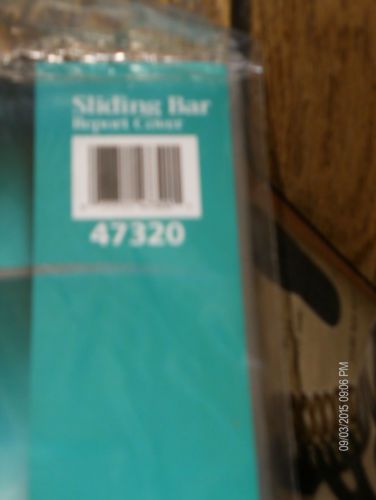 Sliding Bar
Report Cover
47320
09/03/2015 09:06 PM